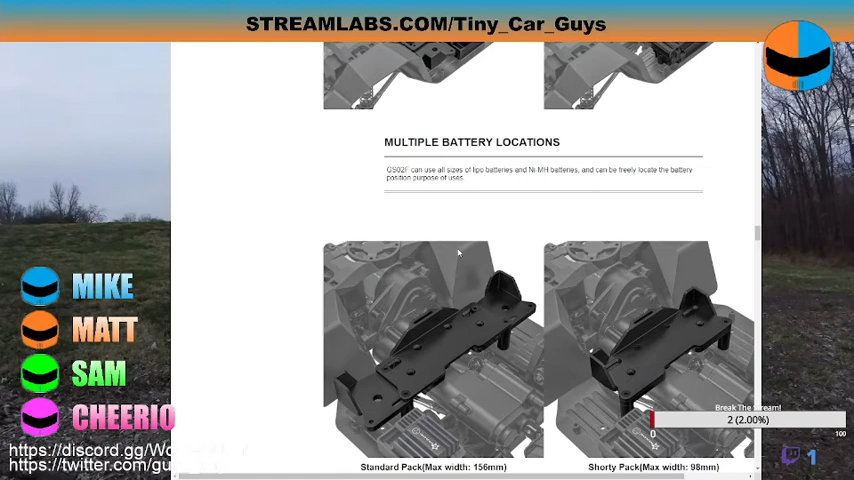 STREAMLABS.COM/Tiny_Car_Guys
MULTIPLE BATTERY LOCATIONS
GS02F can use all sizes of lipo batteries and Ni-MH batteries, and can be freely locate the battery
position purpose of uses.
MIKE
MATT
SAM
CHEERIO
https://discord.gg/W
https://twitter.com/gu
Standard Pack(Max width: 156mm)
Shorty Pack(Max width: 98mm)
Break The Stream!
2 (2.00%)
0
100
1